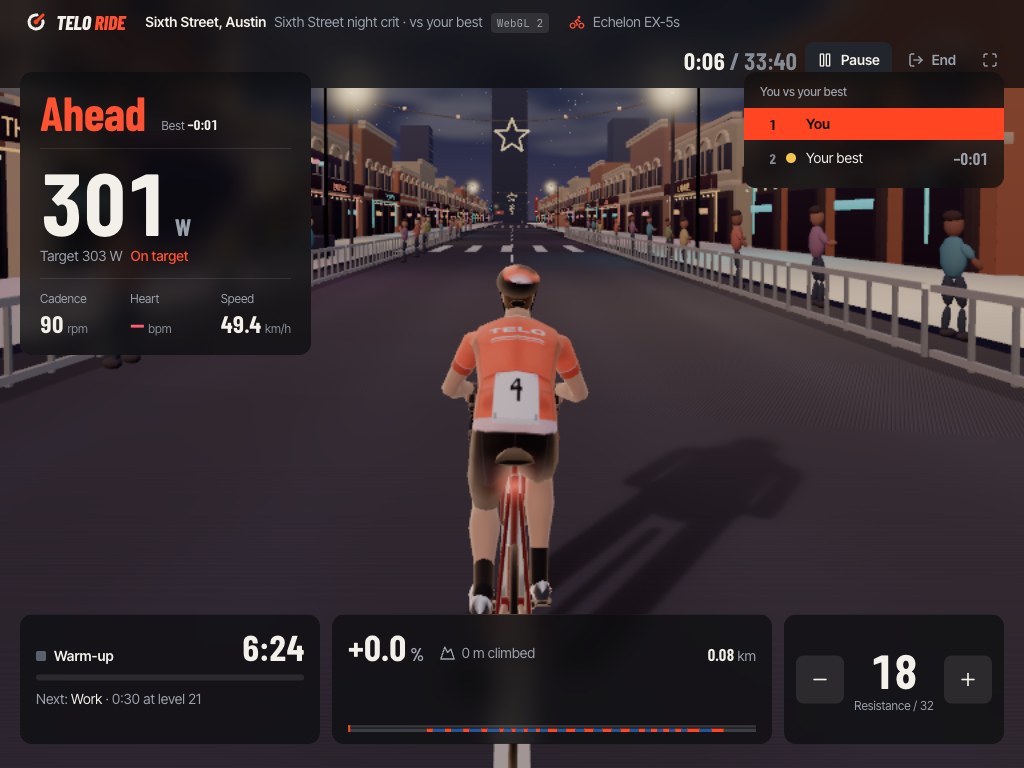 TELO RIDE Sixth Street, Austin Sixth Street night crit · vs your best WebGL 2 Echelon EX-5s
0:06 / 33:40 Pause End
Ahead Best −0:01
301 W
Target 303 W On target
Cadence Heart Speed
90 rpm — bpm 49.4 km/h
You vs your best
1 You
2 Your best −0:01
TELO
4
Warm-up 6:24
Next: Work · 0:30 at level 21
+0.0 % 0 m climbed 0.08 km
− 18 +
Resistance / 32